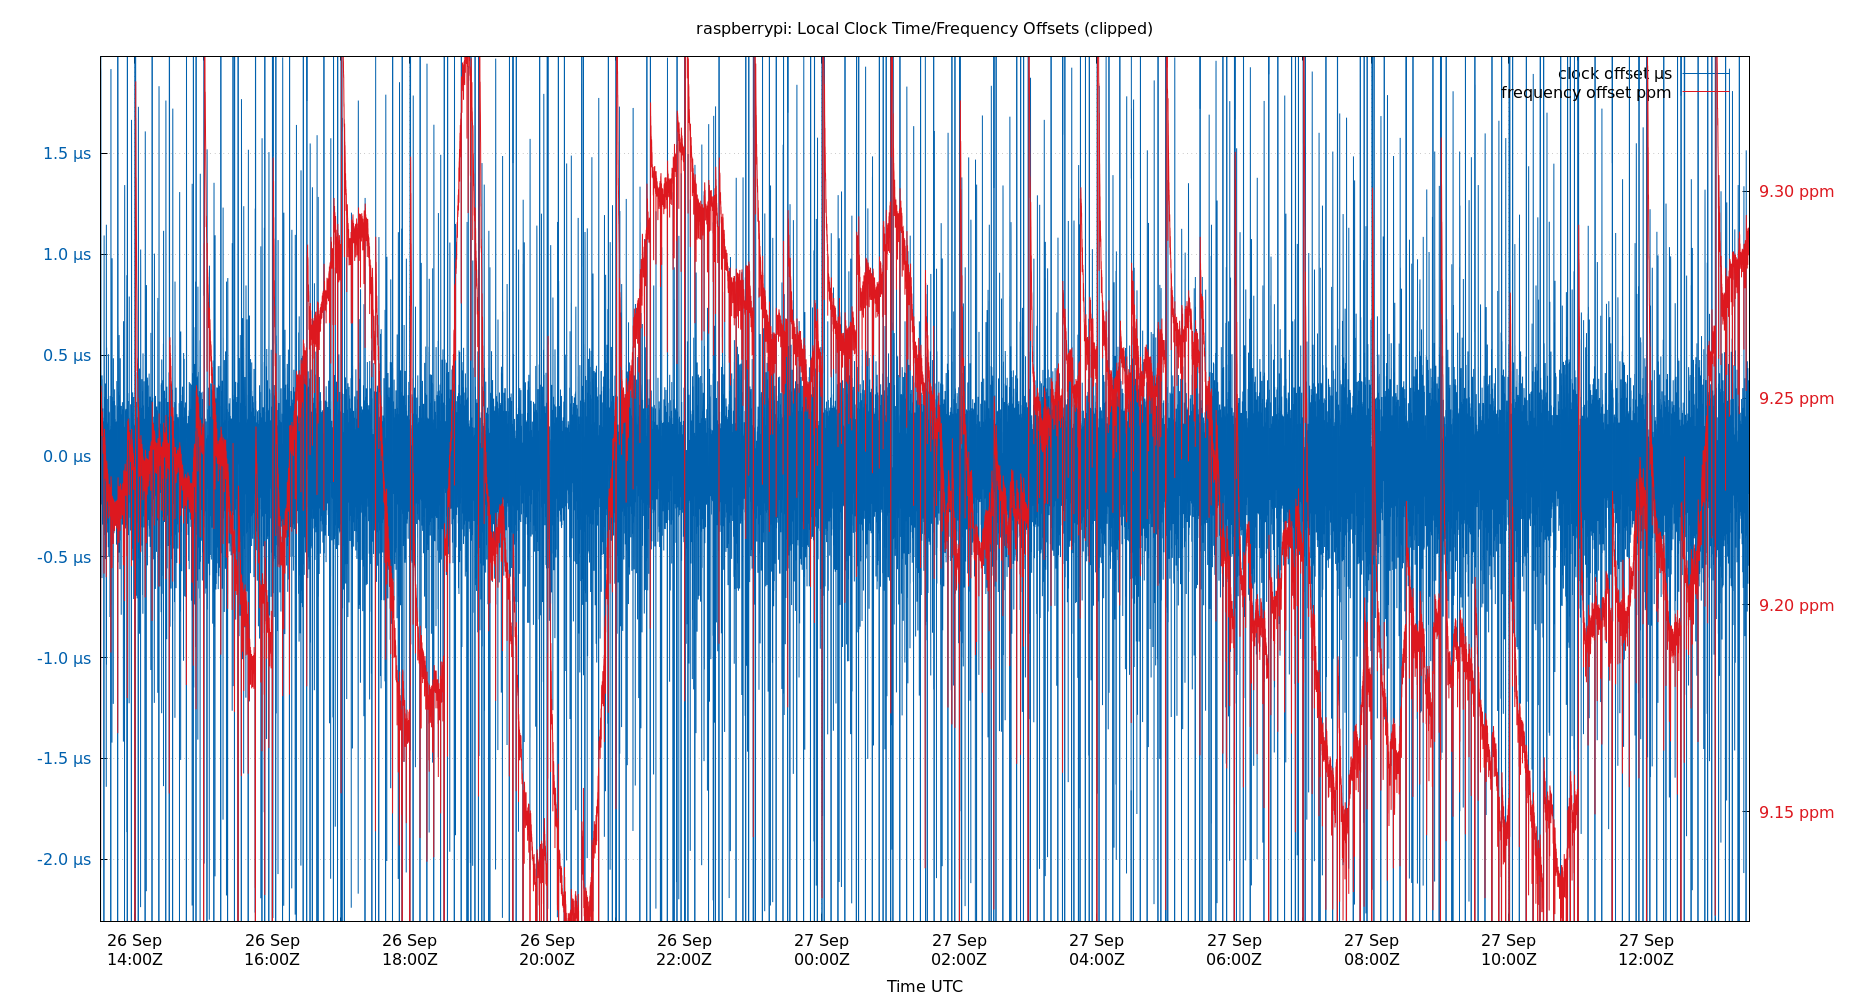 raspberrypi: Local Clock Time/Frequency Offsets (clipped)
clock offset µs
frequency offset ppm
1.5 µs
1.0 µs
0.5 µs
0.0 µs
-0.5 µs
-1.0 µs
-1.5 µs
-2.0 µs
9.30 ppm
9.25 ppm
9.20 ppm
9.15 ppm
26 Sep 26 Sep 26 Sep 26 Sep 26 Sep 27 Sep 27 Sep 27 Sep 27 Sep 27 Sep 27 Sep 27 Sep
14:00Z 16:00Z 18:00Z 20:00Z 22:00Z 00:00Z 02:00Z 04:00Z 06:00Z 08:00Z 10:00Z 12:00Z
Time UTC